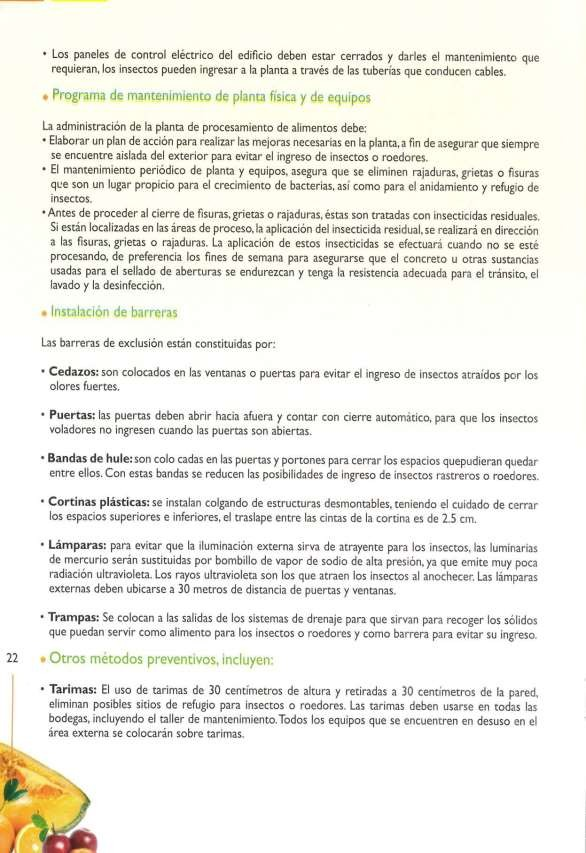 • Los paneles de control eléctrico del edificio deben estar cerrados y darles el mantenimiento que
requieran, los insectos pueden ingresar a la planta a través de las tuberías que conducen cables.
• Programa de mantenimiento de planta física y de equipos
La administración de la planta de procesamiento de alimentos debe:
• Elaborar un plan de acción para realizar las mejoras necesarias en la planta, a fin de asegurar que siempre
se encuentre aislada del exterior para evitar el ingreso de insectos o roedores.
• El mantenimiento periódico de planta y equipos, asegura que se eliminen rajaduras, grietas o fisuras
que son un lugar propicio para el crecimiento de bacterias, así como para el anidamiento y refugio de
insectos.
• Antes de proceder al cierre de fisuras, grietas o rajaduras, éstas son tratadas con insecticidas residuales.
Si están localizadas en las áreas de proceso, la aplicación del insecticida residual, se realizará en dirección
a las fisuras, grietas o rajaduras. La aplicación de estos insecticidas se efectuará cuando no se esté
procesando, de preferencia los fines de semana para asegurarse que el concreto u otras sustancias
usadas para el sellado de aberturas se endurezcan y tenga la resistencia adecuada para el tránsito, el
lavado y la desinfección.
• Instalación de barreras
Las barreras de exclusión están constituidas por:
• Cedazos: son colocados en las ventanas o puertas para evitar el ingreso de insectos atraídos por los
olores fuertes.
• Puertas: las puertas deben abrir hacia afuera y contar con cierre automático, para que los insectos
voladores no ingresen cuando las puertas son abiertas.
• Bandas de hule: son colo cadas en las puertas y portones para cerrar los espacios quepudieran quedar
entre ellos. Con estas bandas se reducen las posibilidades de ingreso de insectos rastreros o roedores.
• Cortinas plásticas: se instalan colgando de estructuras desmontables, teniendo el cuidado de cerrar
los espacios superiores e inferiores, el traslape entre las cintas de la cortina es de 2.5 cm.
• Lámparas: para evitar que la iluminación externa sirva de atrayente para los insectos, las luminarias
de mercurio serán sustituidas por bombillo de vapor de sodio de alta presión, ya que emite muy poca
radiación ultravioleta. Los rayos ultravioleta son los que atraen los insectos al anochecer. Las lámparas
externas deben ubicarse a 30 metros de distancia de puertas y ventanas.
• Trampas: Se colocan a las salidas de los sistemas de drenaje para que sirvan para recoger los sólidos
que puedan servir como alimento para los insectos o roedores y como barrera para evitar su ingreso.
22
• Otros métodos preventivos, incluyen:
• Tarimas: El uso de tarimas de 30 centímetros de altura y retiradas a 30 centímetros de la pared,
eliminan posibles sitios de refugio para insectos o roedores. Las tarimas deben usarse en todas las
bodegas, incluyendo el taller de mantenimiento. Todos los equipos que se encuentren en desuso en el
área externa se colocarán sobre tarimas.